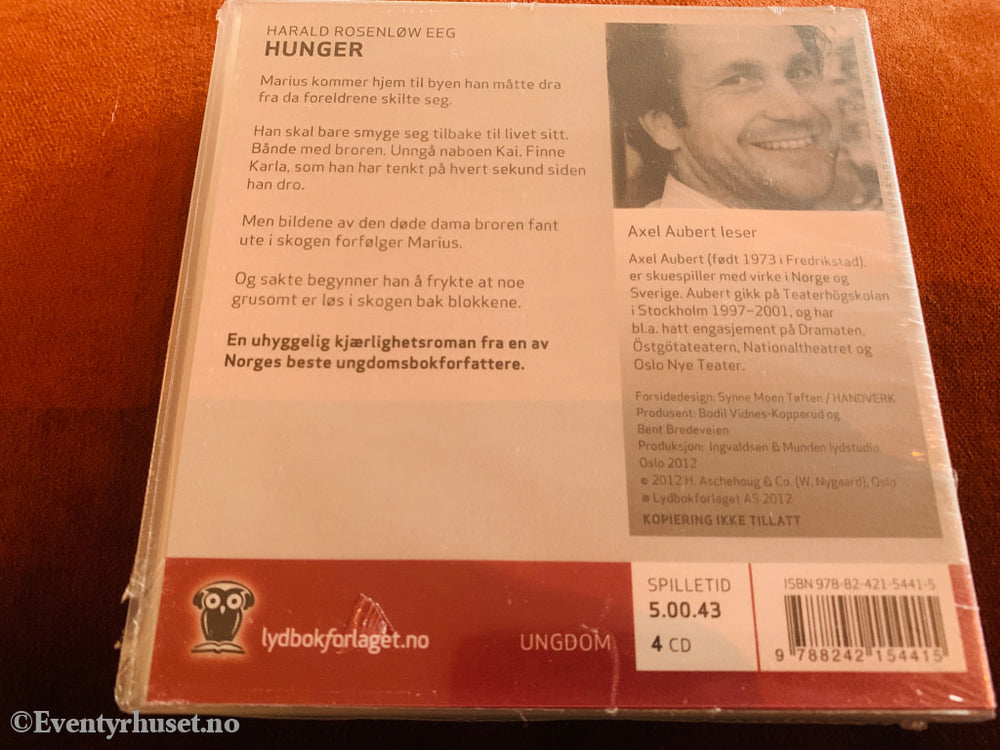 HARALD ROSENLØW EEG
HUNGER
Marius kommer hjem til byen han måtte dra
fra da foreldrene skilte seg.
Han skal bare smyge seg tilbake til livet sitt.
Bånde med broren. Unngå naboen Kai. Finne
Karla, som han har tenkt på hvert sekund siden
han dro.
Men bildene av den døde dama broren fant
ute i skogen forfølger Marius.
Og sakte begynner han å frykte at noe
grusomt er løs i skogen bak blokkene.
En uhyggelig kjærlighetsroman fra en av
Norges beste ungdomsbokforfattere.
Axel Aubert leser
Axel Aubert (født 1973 i Fredrikstad),
er skuespiller med virke i Norge og
Sverige. Aubert gikk på Teaterhögskolan
i Stockholm 1997–2001, og har
bl.a. hatt engasjement på Dramaten,
Östgötateatern, Nationaltheatret og
Oslo Nye Teater.
Forsidedesign: Synne Moen Tøften / HANDVERK
Produsent: Bodil Vidnes-Kopperud og
Bent Bredeveien
Produksjon: Ingvaldsen & Munden lydstudio,
Oslo 2012
© 2012 H. Aschehoug & Co. (W. Nygaard), Oslo
Lydbokforlaget AS 2012
KOPIERING IKKE TILLATT
lydbokforlaget.no
UNGDOM
SPILLETID
5.00.43
4 CD
ISBN 978-82-421-5441-5
9 788242 154415
©Eventyrhuset.no